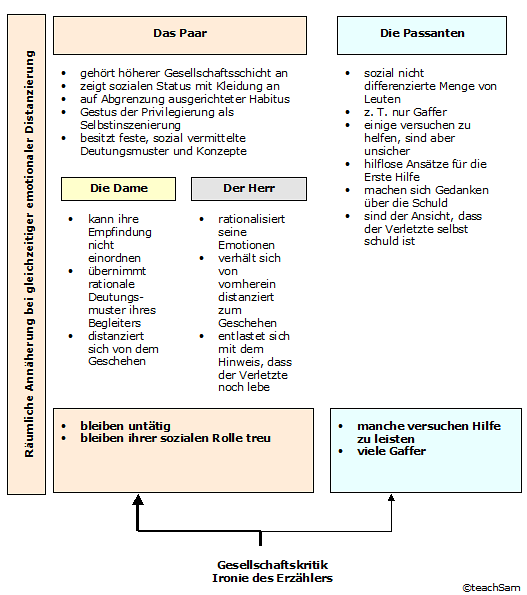 Räumliche Annäherung bei gleichzeitiger emotionaler Distanzierung
Das Paar
• gehört höherer Gesellschaftsschicht an
• zeigt sozialen Status mit Kleidung an
• auf Abgrenzung ausgerichteter Habitus
• Gestus der Privilegierung als
Selbstinszenierung
• besitzt feste, sozial vermittelte
Deutungsmuster und Konzepte
Die Dame
• kann ihre
Empfindung
nicht
einordnen
• übernimmt
rationale
Deutungs-
muster ihres
Begleiters
• distanziert
sich von dem
Geschehen
Der Herr
• rationalisiert
seine
Emotionen
• verhält sich
von
vornherein
distanziert
zum
Geschehen
• entlastet sich
mit dem
Hinweis, dass
der Verletzte
noch lebe
• bleiben untätig
• bleiben ihrer sozialen Rolle treu
Die Passanten
• sozial nicht
differenzierte Menge von
Leuten
• z. T. nur Gaffer
• einige versuchen zu
helfen, sind aber
unsicher
• hilflose Ansätze für die
Erste Hilfe
• machen sich Gedanken
über die Schuld
• sind der Ansicht, dass
der Verletzte selbst
schuld ist
• manche versuchen Hilfe
zu leisten
• viele Gaffer
Gesellschaftskritik
Ironie des Erzählers
©teachSam